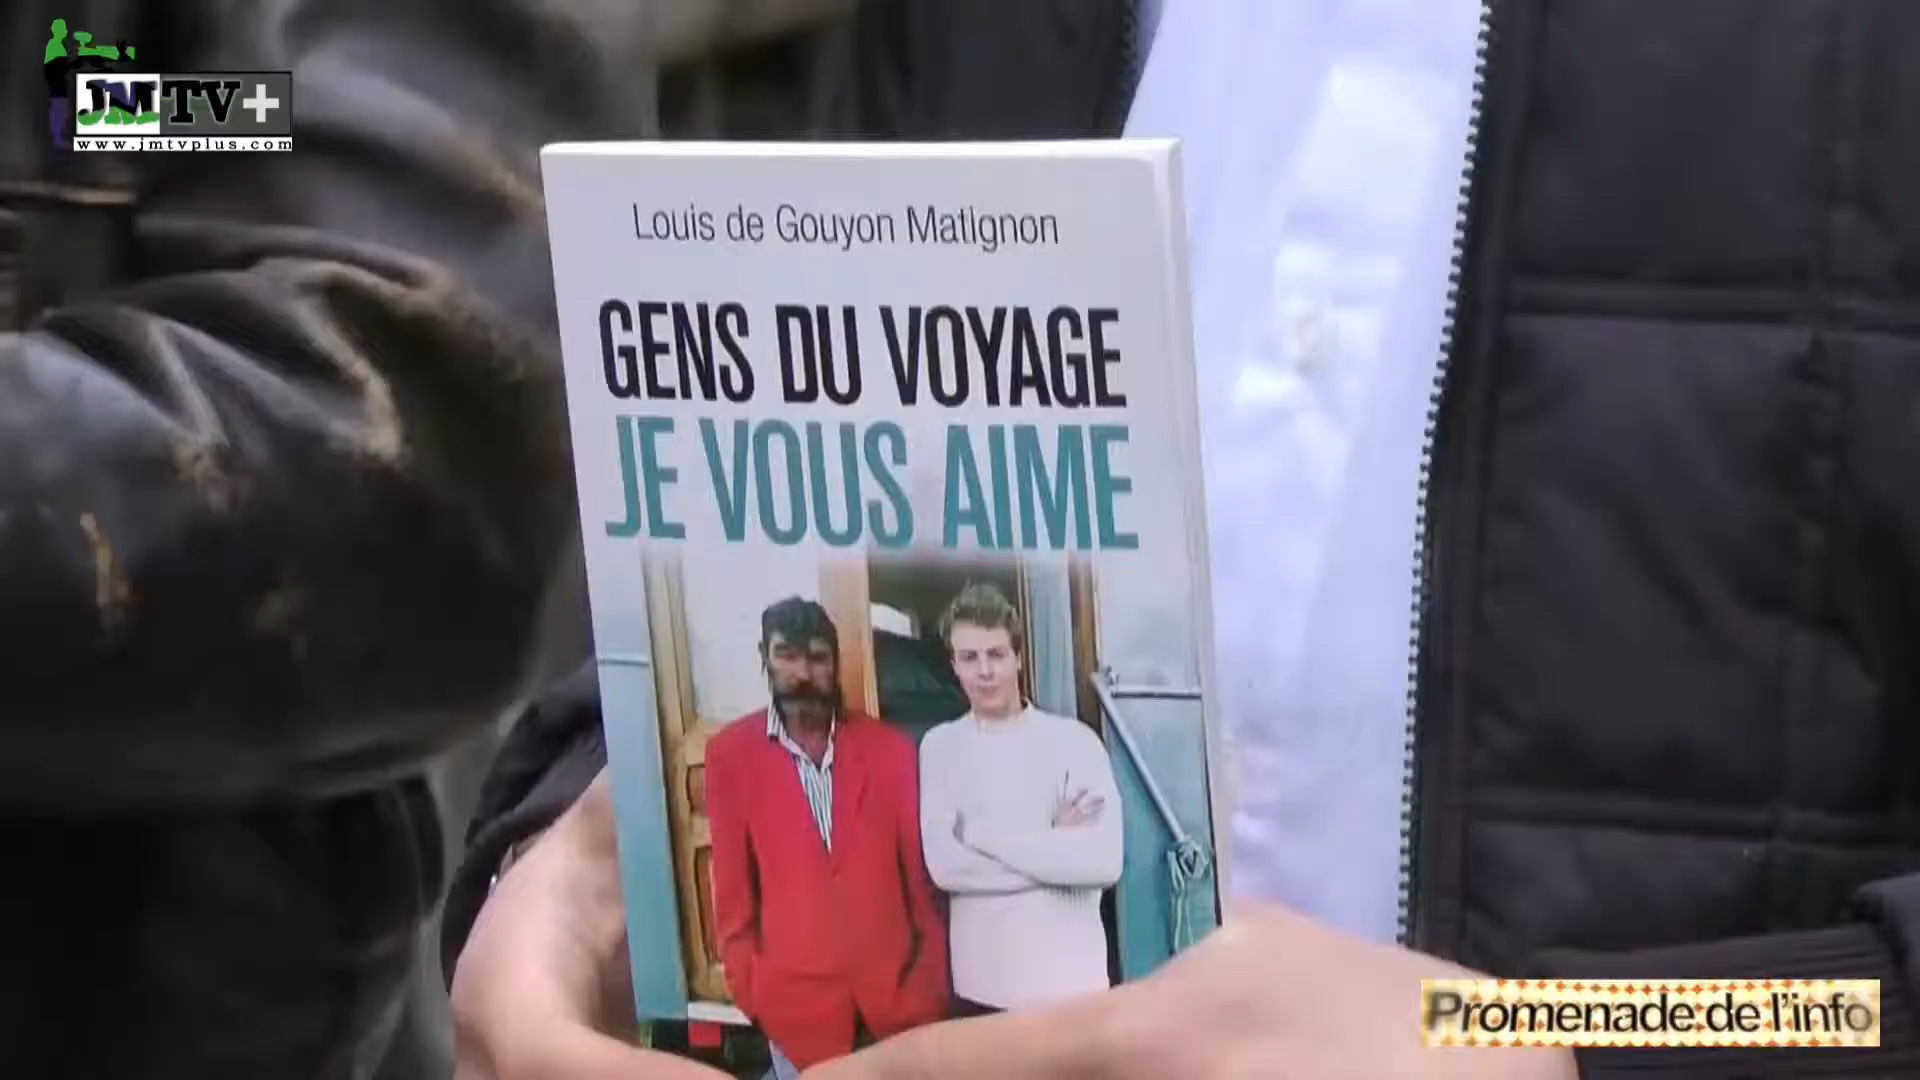 JMTV+
www.jmtvplus.com
Louis de Gouyon Matignon
GENS DU VOYAGE
JE VOUS AIME
Promenade de l'info